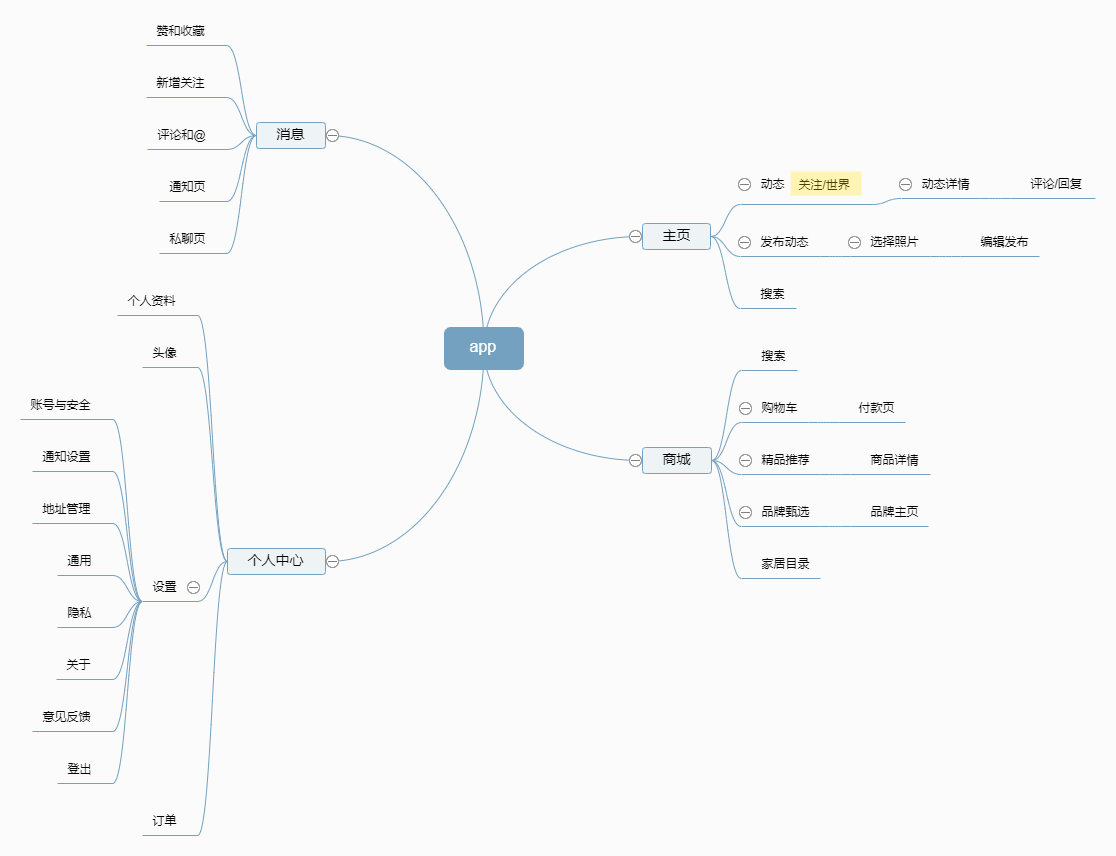 app
消息
赞和收藏
新增关注
评论和@
通知页
私聊页
主页
动态 关注/世界 动态详情 评论/回复
发布动态 选择照片 编辑发布
搜索
商城
搜索
购物车 付款页
精品推荐 商品详情
品牌甄选 品牌主页
家居目录
个人中心
个人资料
头像
设置
账号与安全
通知设置
地址管理
通用
隐私
关于
意见反馈
登出
订单